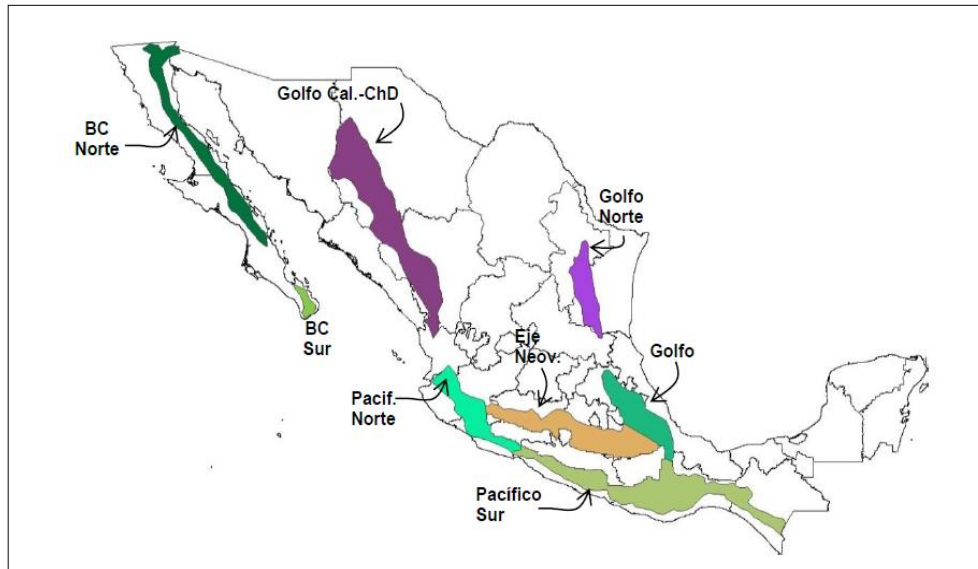 Golfo Cal.-ChD
BC
Norte
Golfo
Norte
BC
Sur
Eje
Neov.
Golfo
Pacif.
Norte
Pacífico
Sur